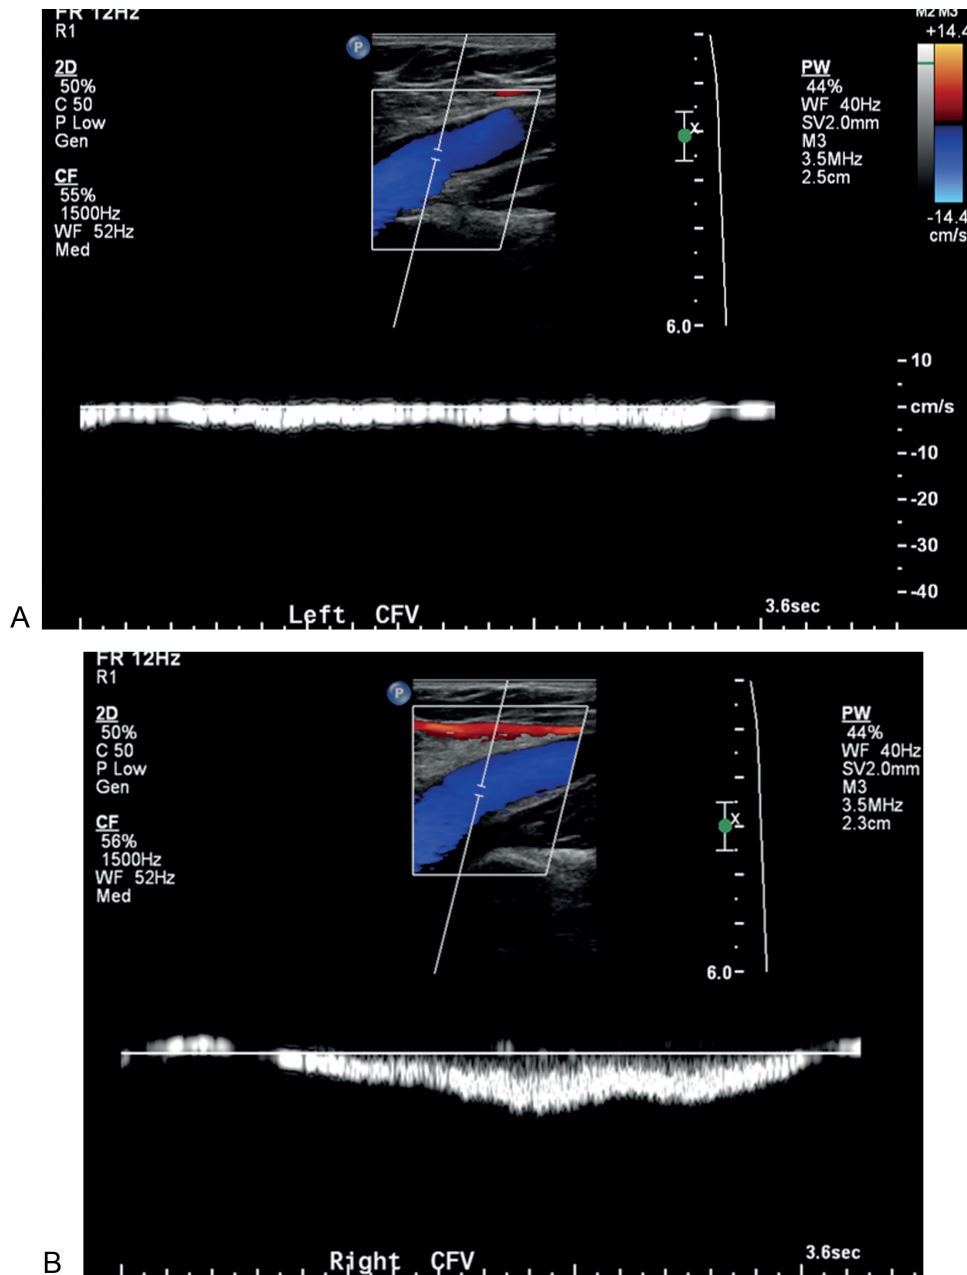 FR 12Hz
R1
2D
50%
C 50
P Low
Gen
CF
55%
1500Hz
WF 52Hz
Med
P
x
6.0
PW
44%
WF 40Hz
SV2.0mm
M3
3.5MHz
2.5cm
M2 M3
+14.4
-14.4
cm/s
10
cm/s
-10
-20
-30
-40
3.6sec
Left CFV
A
FR 12Hz
R1
2D
50%
C 50
P Low
Gen
CF
56%
1500Hz
WF 52Hz
Med
P
x
6.0
PW
44%
WF 40Hz
SV2.0mm
M3
3.5MHz
2.3cm
3.6sec
Right CFV
B